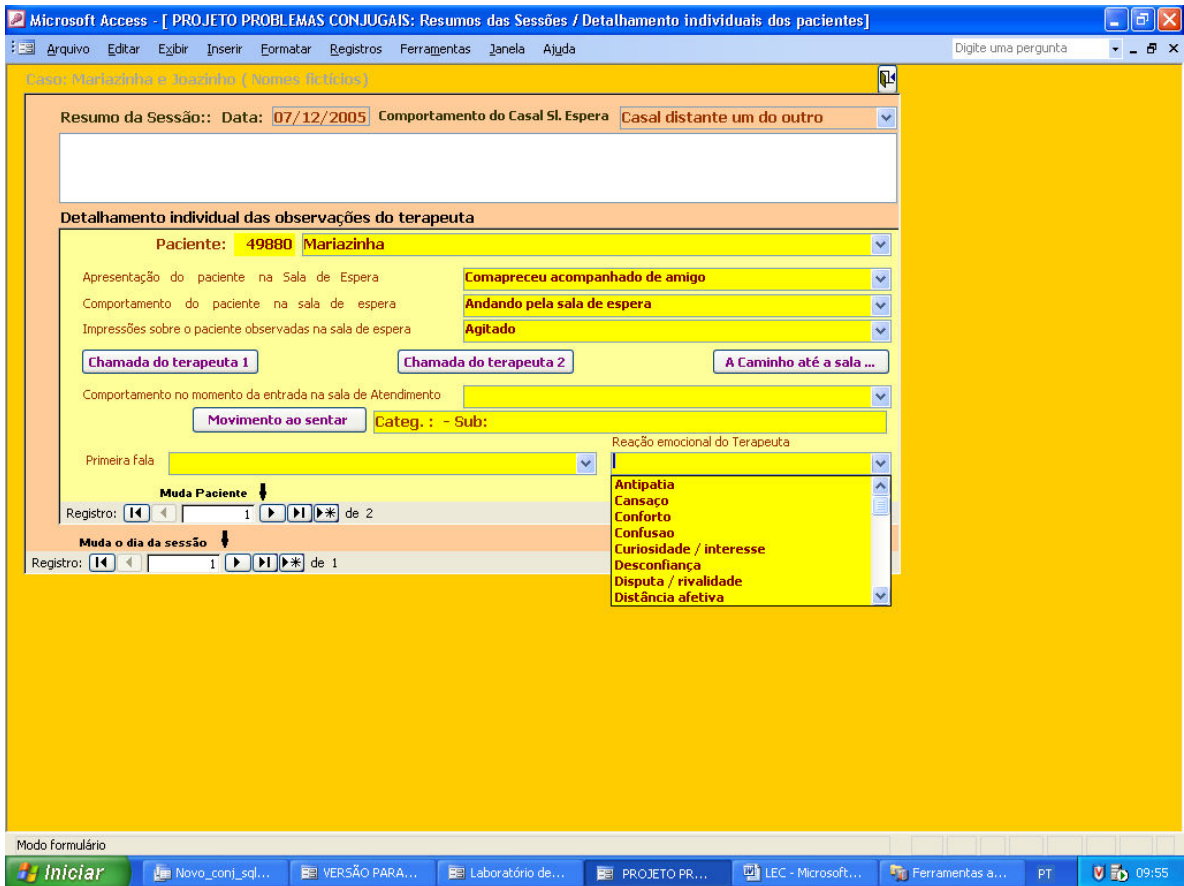 Microsoft Access - [ PROJETO PROBLEMAS CONJUGAIS: Resumos das Sessões / Detalhamento individuais dos pacientes]
Arquivo Editar Exibir Inserir Formatar Registros Ferramentas Janela Ajuda Digite uma pergunta
Caso: Mariazinha e Joazinho ( Nomes fictícios)
Resumo da Sessão:: Data: 07/12/2005 Comportamento do Casal Sl. Espera Casal distante um do outro
Detalhamento individual das observações do terapeuta
Paciente: 49880 Mariazinha
Apresentação do paciente na Sala de Espera Comapreceu acompanhado de amigo
Comportamento do paciente na sala de espera Andando pela sala de espera
Impressões sobre o paciente observadas na sala de espera Agitado
Chamada do terapeuta 1 Chamada do terapeuta 2 A Caminho até a sala ...
Comportamento no momento da entrada na sala de Atendimento
Movimento ao sentar Categ. : - Sub:
Reação emocional do Terapeuta
Primeira fala
Antipatia
Cansaço
Conforto
Confusao
Curiosidade / interesse
Desconfiança
Disputa / rivalidade
Distância afetiva
Muda Paciente
Registro: 1 de 2
Muda o dia da sessão
Registro: 1 de 1
Modo formulário
Iniciar Novo_conj_sql... VERSÃO PARA... Laboratório de... PROJETO PR... LEC - Microsoft... Ferramentas a... PT 09:55